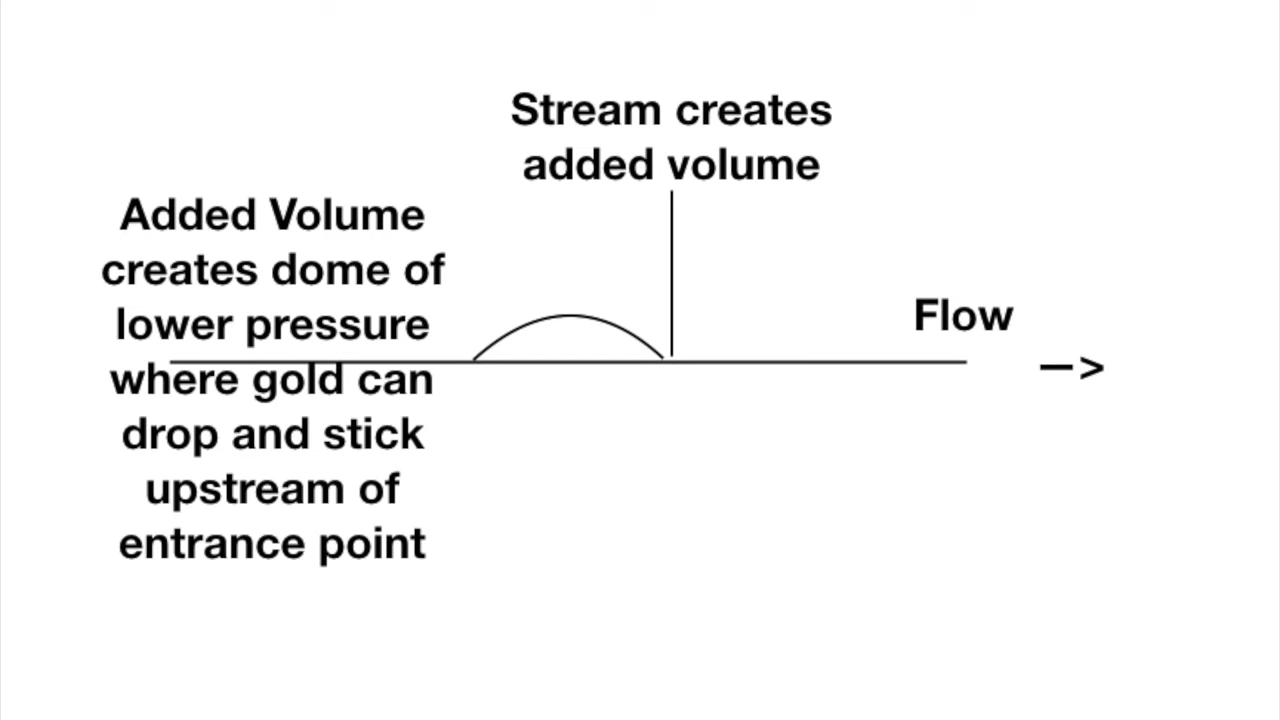 Stream creates
added volume
Added Volume
creates dome of
lower pressure
where gold can
drop and stick
upstream of
entrance point
Flow
—>